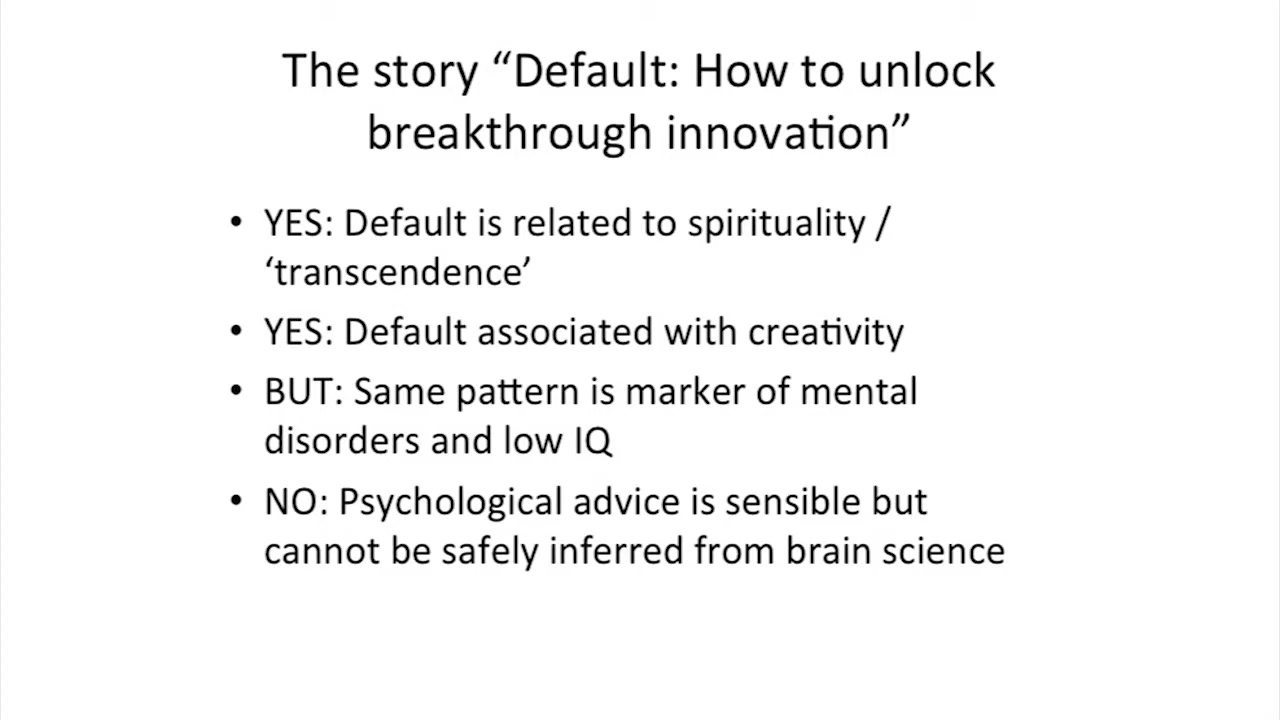 The story “Default: How to unlock
breakthrough innovation”
• YES: Default is related to spirituality /
‘transcendence’
• YES: Default associated with creativity
• BUT: Same pattern is marker of mental
disorders and low IQ
• NO: Psychological advice is sensible but
cannot be safely inferred from brain science